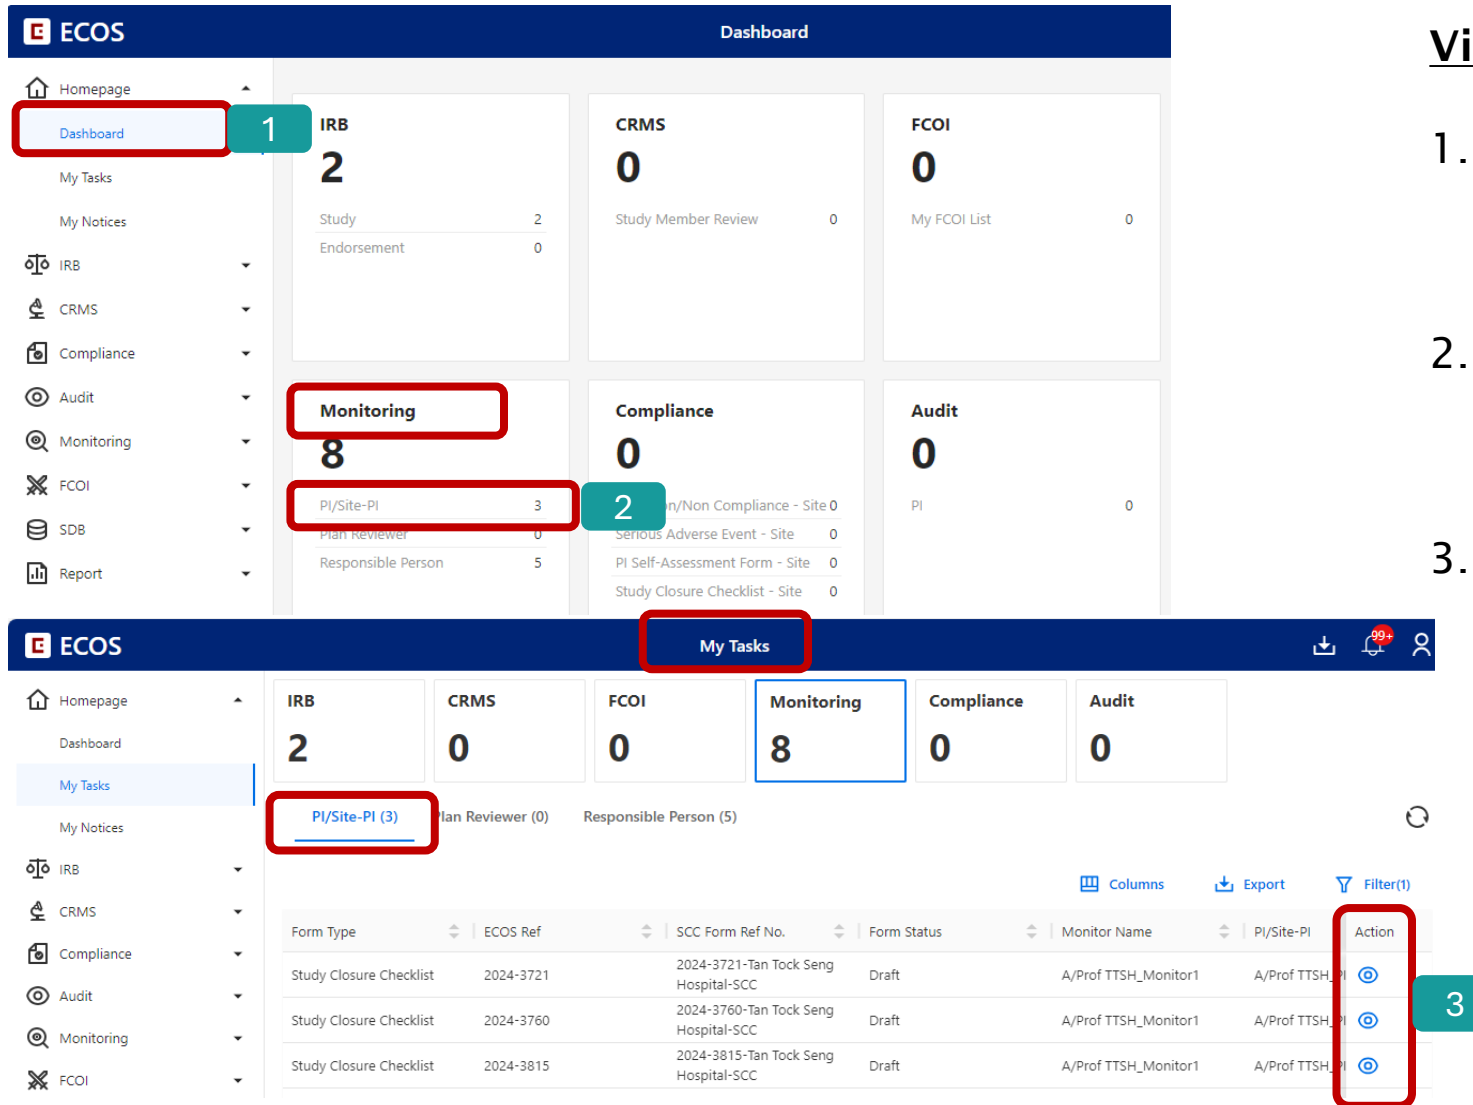 ECOS
Dashboard
Homepage
Dashboard
1
My Tasks
My Notices
IRB
CRMS
Compliance
Audit
Monitoring
FCOI
SDB
Report
IRB
2
Study 2
Endorsement 0
CRMS
0
Study Member Review 0
FCOI
0
My FCOI List 0
Monitoring
8
PI/Site-PI 3
2
Plan Reviewer 0
Responsible Person 5
Compliance
0
/Non Compliance - Site 0
Serious Adverse Event - Site 0
PI Self-Assessment Form - Site 0
Study Closure Checklist - Site 0
Audit
0
PI 0
1.
2.
3.
ECOS
My Tasks
99+
Homepage
Dashboard
My Tasks
My Notices
IRB
CRMS
Compliance
Audit
Monitoring
FCOI
IRB
2
CRMS
0
FCOI
0
Monitoring
8
Compliance
0
Audit
0
PI/Site-PI (3) Plan Reviewer (0) Responsible Person (5)
Columns Export Filter(1)
Form Type ECOS Ref SCC Form Ref No. Form Status Monitor Name PI/Site-PI Action
Study Closure Checklist 2024-3721 2024-3721-Tan Tock Seng Draft A/Prof TTSH_Monitor1 A/Prof TTSH_PI
Hospital-SCC
3
Study Closure Checklist 2024-3760 2024-3760-Tan Tock Seng Draft A/Prof TTSH_Monitor1 A/Prof TTSH_PI
Hospital-SCC
Study Closure Checklist 2024-3815 2024-3815-Tan Tock Seng Draft A/Prof TTSH_Monitor1 A/Prof TTSH_PI
Hospital-SCC